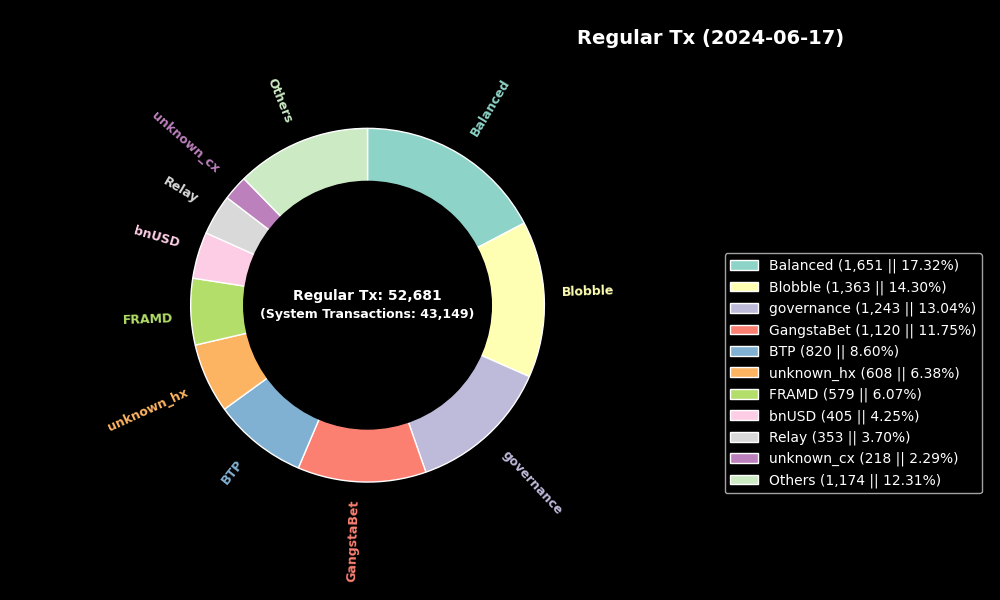 Regular Tx (2024-06-17)
Others
Balanced
unknown_cx
Relay
bnUSD
Blobble
FRAMD
unknown_hx
BTP
governance
GangstaBet
Regular Tx: 52,681
(System Transactions: 43,149)
Balanced (1,651 || 17.32%)
Blobble (1,363 || 14.30%)
governance (1,243 || 13.04%)
GangstaBet (1,120 || 11.75%)
BTP (820 || 8.60%)
unknown_hx (608 || 6.38%)
FRAMD (579 || 6.07%)
bnUSD (405 || 4.25%)
Relay (353 || 3.70%)
unknown_cx (218 || 2.29%)
Others (1,174 || 12.31%)